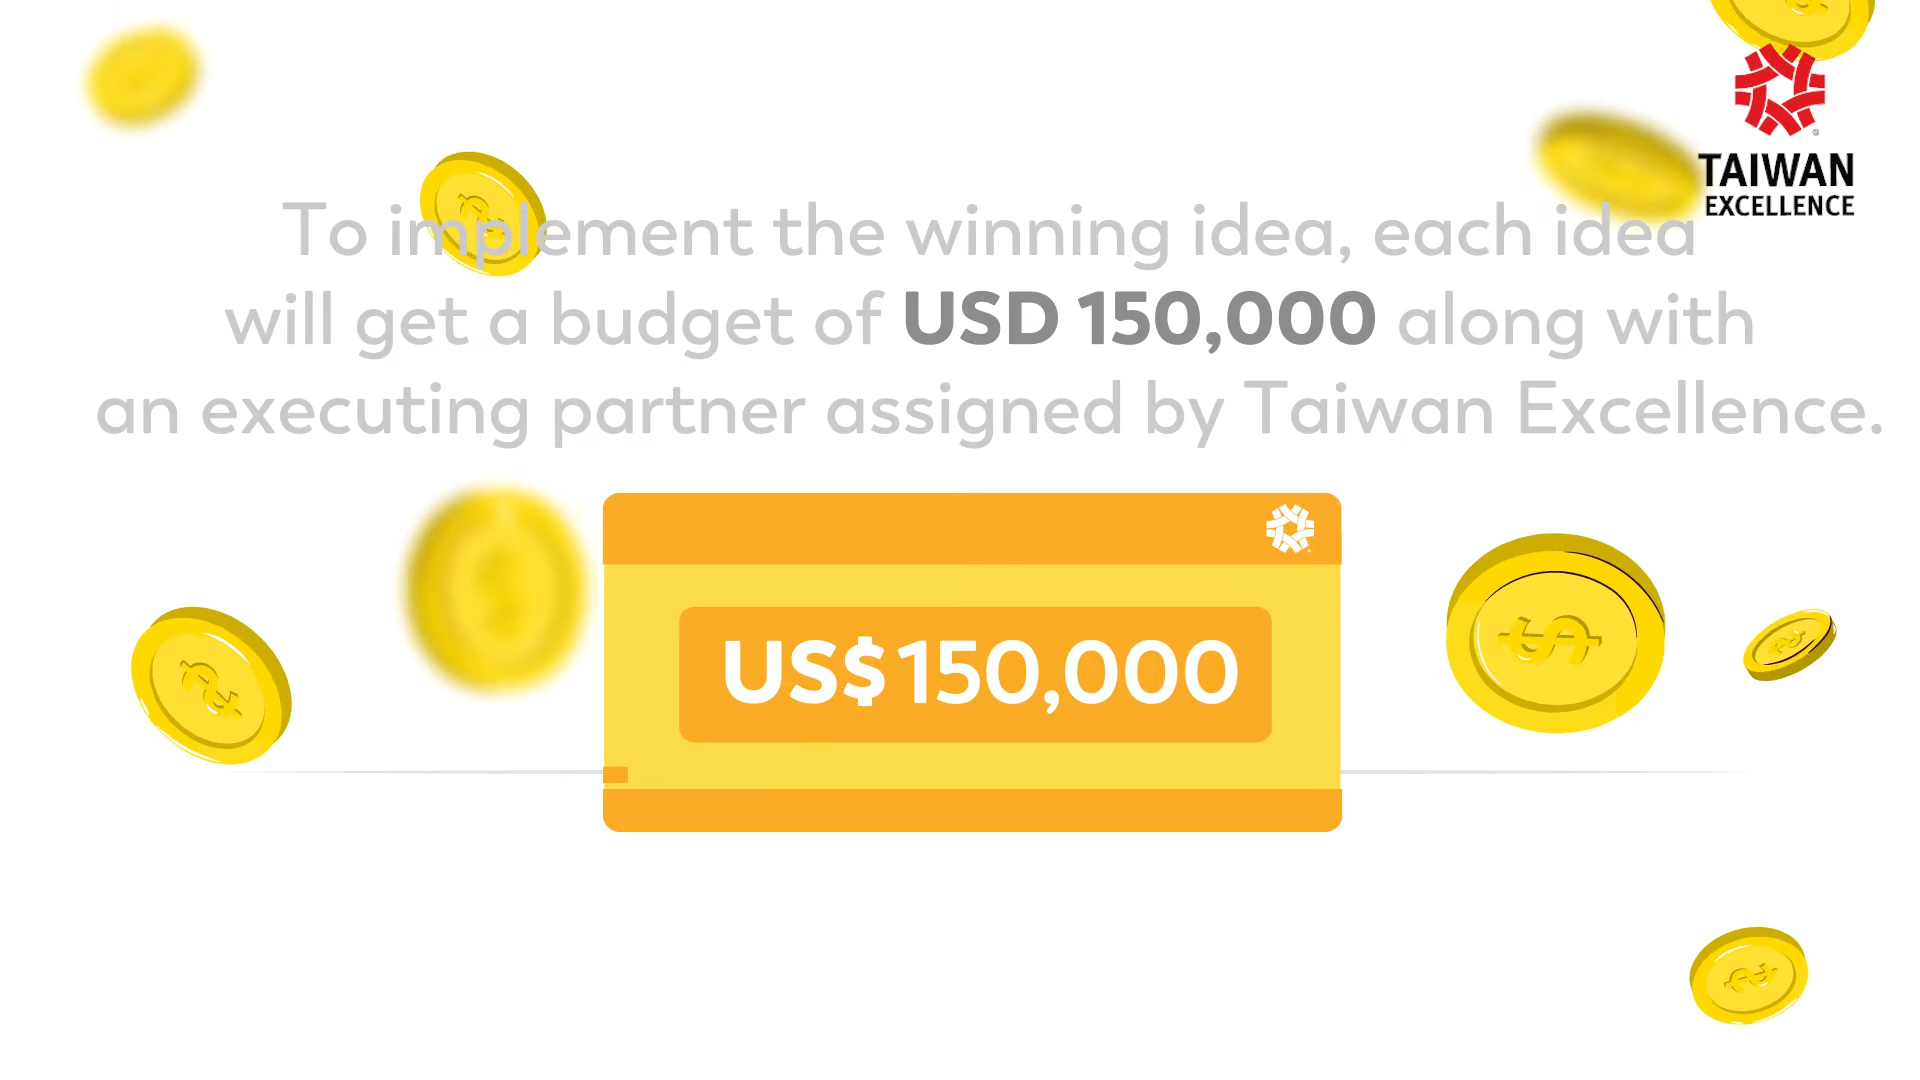 TAIWAN
EXCELLENCE
To implement the winning idea, each idea
will get a budget of USD 150,000 along with
an executing partner assigned by Taiwan Excellence.
US$150,000